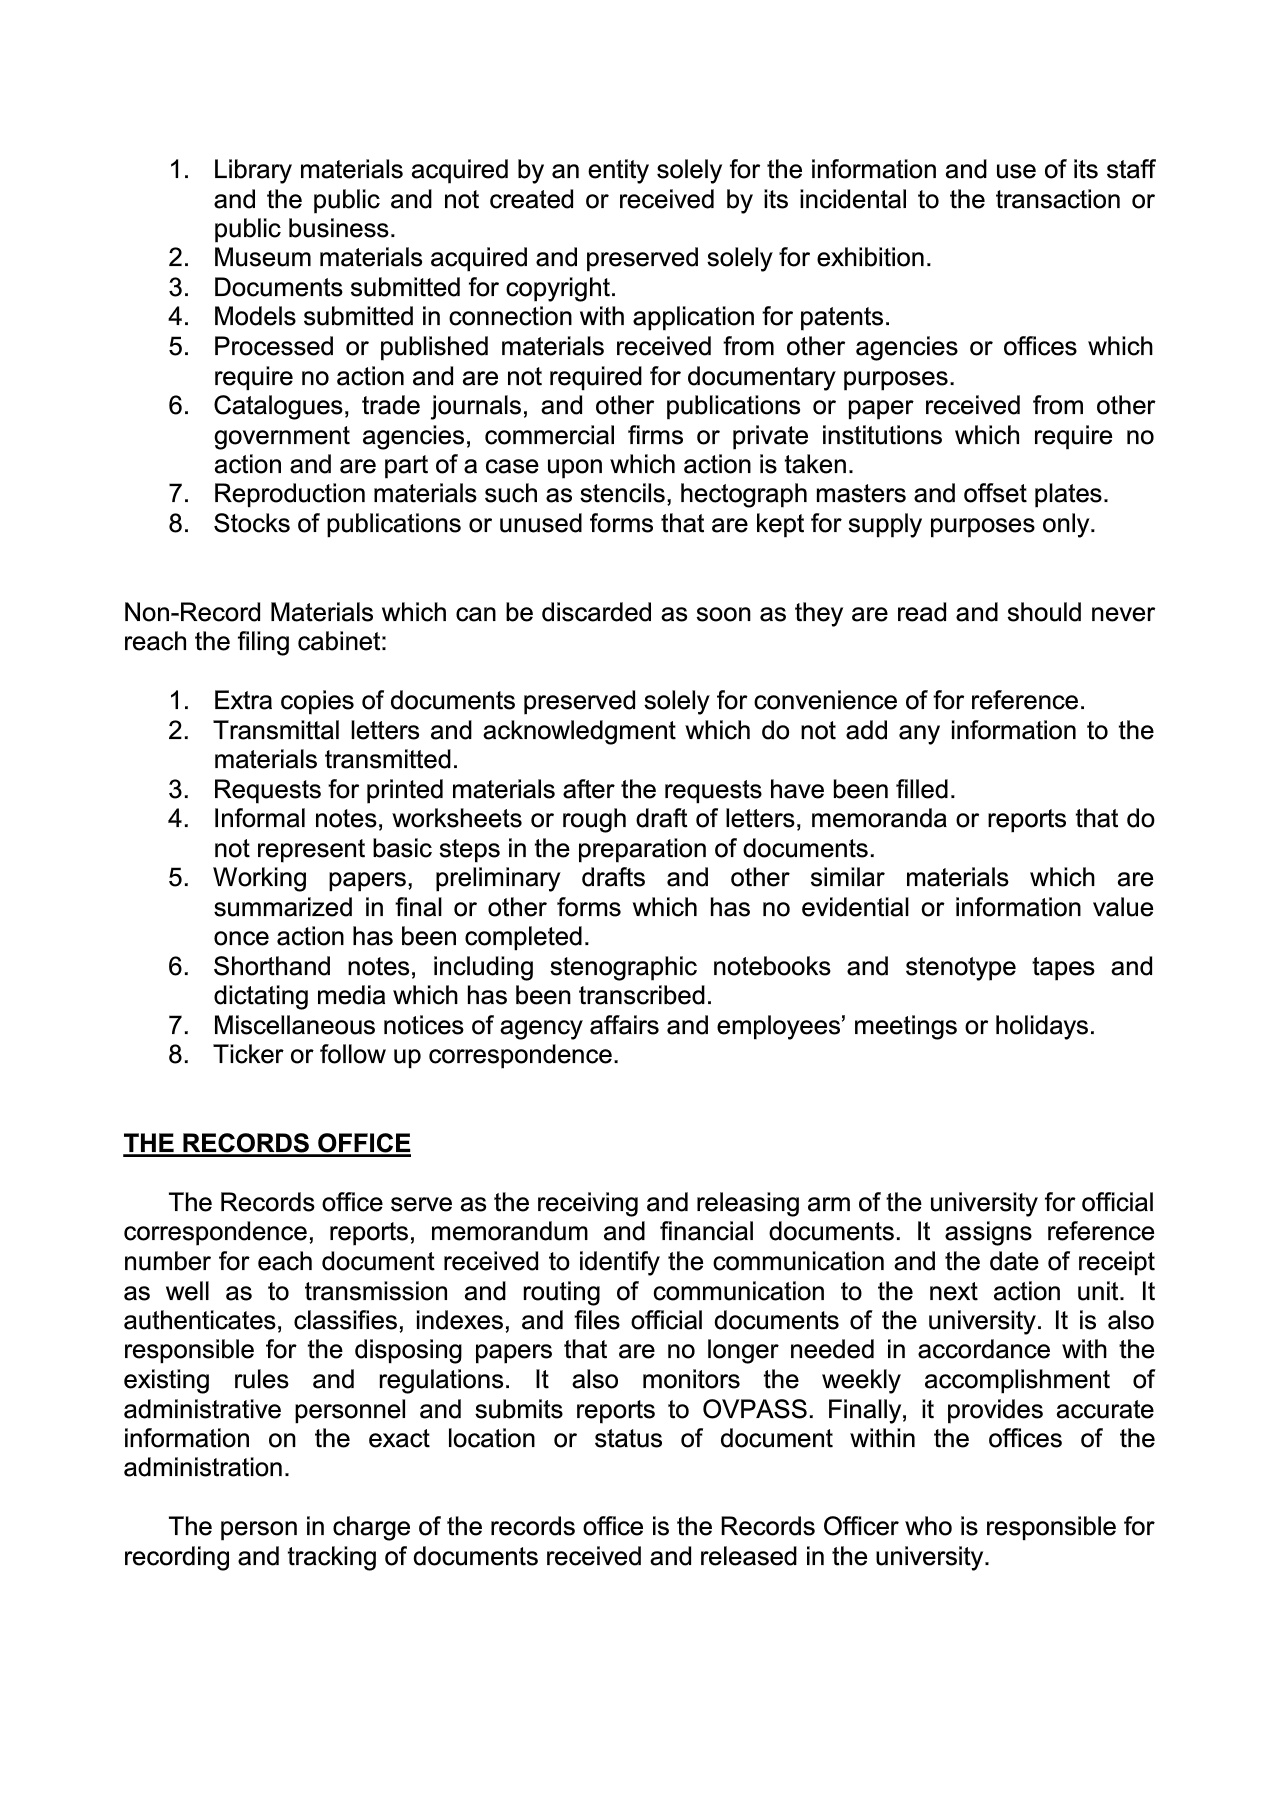 1. Library materials acquired by an entity solely for the information and use of its staff
and the public and not created or received by its incidental to the transaction or
public business.
2. Museum materials acquired and preserved solely for exhibition.
3. Documents submitted for copyright.
4. Models submitted in connection with application for patents.
5. Processed or published materials received from other agencies or offices which
require no action and are not required for documentary purposes.
6. Catalogues, trade journals, and other publications or paper received from other
government agencies, commercial firms or private institutions which require no
action and are part of a case upon which action is taken.
7. Reproduction materials such as stencils, hectograph masters and offset plates.
8. Stocks of publications or unused forms that are kept for supply purposes only.
Non-Record Materials which can be discarded as soon as they are read and should never
reach the filing cabinet:
1. Extra copies of documents preserved solely for convenience of for reference.
2. Transmittal letters and acknowledgment which do not add any information to the
materials transmitted.
3. Requests for printed materials after the requests have been filled.
4. Informal notes, worksheets or rough draft of letters, memoranda or reports that do
not represent basic steps in the preparation of documents.
5. Working papers, preliminary drafts and other similar materials which are
summarized in final or other forms which has no evidential or information value
once action has been completed.
6. Shorthand notes, including stenographic notebooks and stenotype tapes and
dictating media which has been transcribed.
7. Miscellaneous notices of agency affairs and employees’ meetings or holidays.
8. Ticker or follow up correspondence.
THE RECORDS OFFICE
The Records office serve as the receiving and releasing arm of the university for official
correspondence, reports, memorandum and financial documents. It assigns reference
number for each document received to identify the communication and the date of receipt
as well as to transmission and routing of communication to the next action unit. It
authenticates, classifies, indexes, and files official documents of the university. It is also
responsible for the disposing papers that are no longer needed in accordance with the
existing rules and regulations. It also monitors the weekly accomplishment of
administrative personnel and submits reports to OVPASS. Finally, it provides accurate
information on the exact location or status of document within the offices of the
administration.
The person in charge of the records office is the Records Officer who is responsible for
recording and tracking of documents received and released in the university.